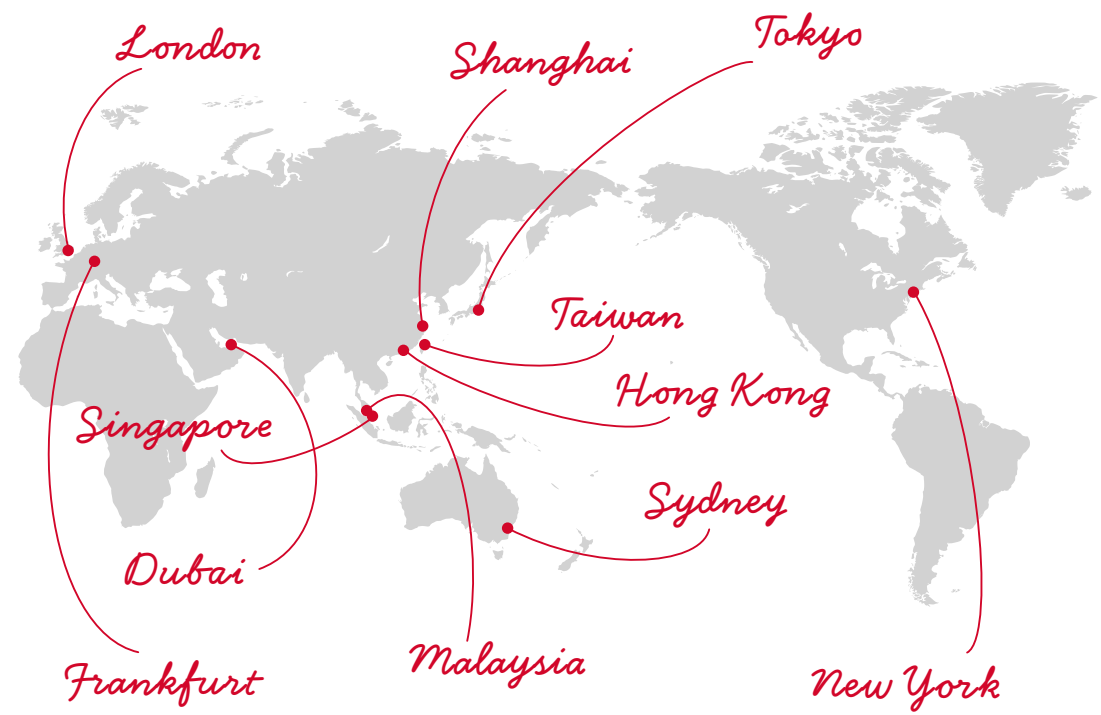 London
Shanghai
Tokyo
Taiwan
Hong Kong
Singapore
Sydney
Dubai
Malaysia
Frankfurt
New York